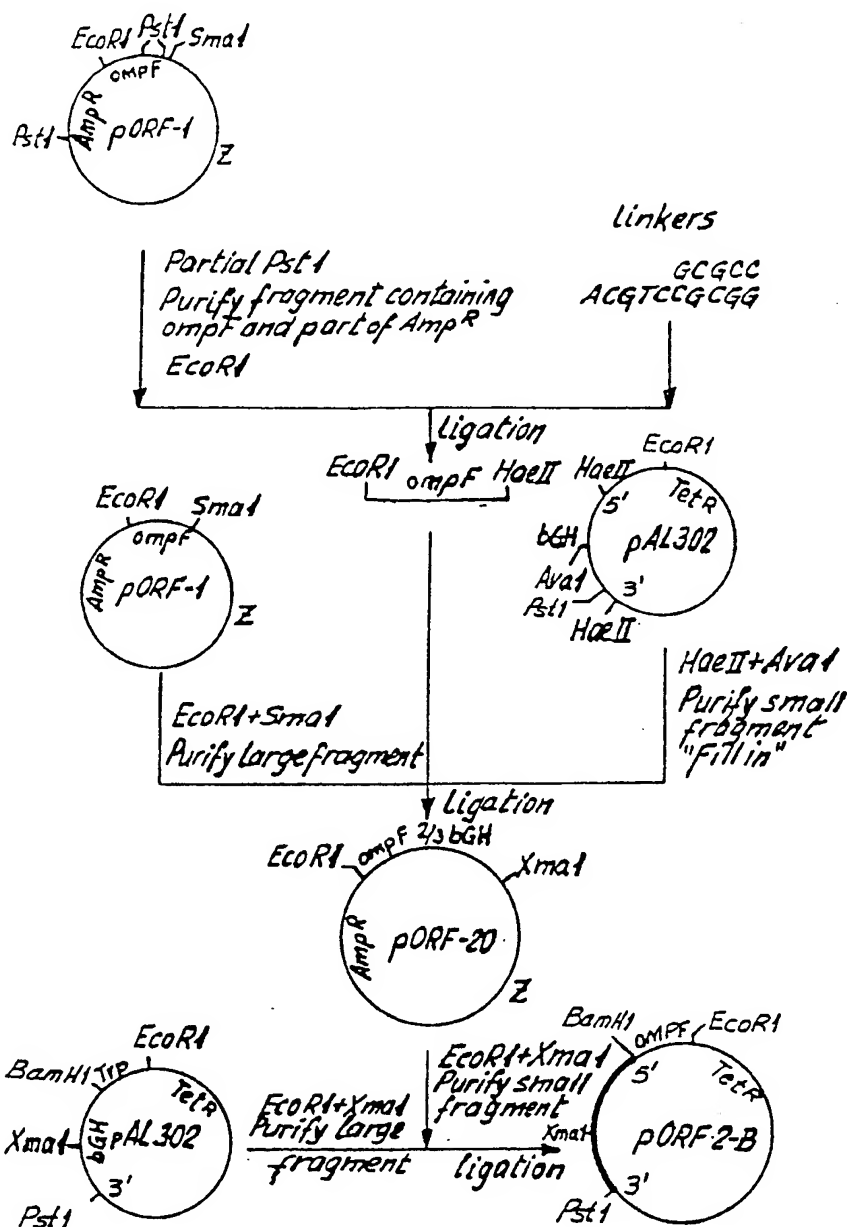 EcoR1 Pst1 Sma1
ompF
AmpR
pORF-1
Pst1
Z
linkers
Partial Pst1
Purify fragment containing
ompF and part of AmpR
EcoR1
GCGCC
ACGTCCGCGG
ligation
EcoR1 ompF HaeII
EcoR1 Sma1
ompF
AmpR
pORF-1
Z
EcoR1
HaeII
5'
TetR
bGH
pAL302
Ava1
Pst1
3'
HaeII
EcoR1+Sma1
Purify large fragment
HaeII+Ava1
Purify small
fragment
"Fill in"
ligation
EcoR1 ompF 2/3 bGH
Xma1
AmpR
pORF-20
Z
EcoR1
BamH1 Trp
TetR
Xma1
bGH
pAL302
3'
Pst1
EcoR1+Xma1
Purify large
fragment
EcoR1+Xma1
Purify small
fragment
ligation
BamH1 OMPF EcoR1
5'
TetR
Xma1
pORF-2-B
3'
Pst1